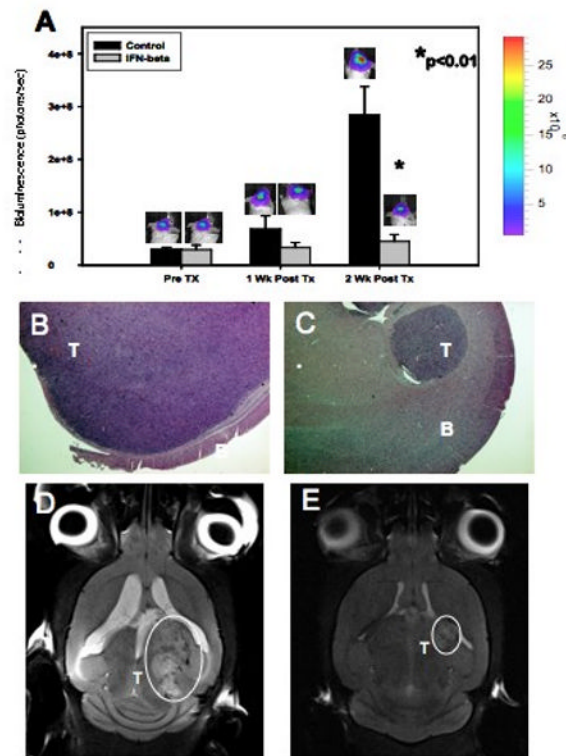 A
Control
IFN-beta
*p<0.01
Bioluminescence (photons/sec)
4e+8
3e+8
2e+8
1e+8
0
*
Pre TX
1 Wk Post Tx
2 Wk Post Tx
25
20
15
10
5
B
T
B
C
T
B
D
T
E
T